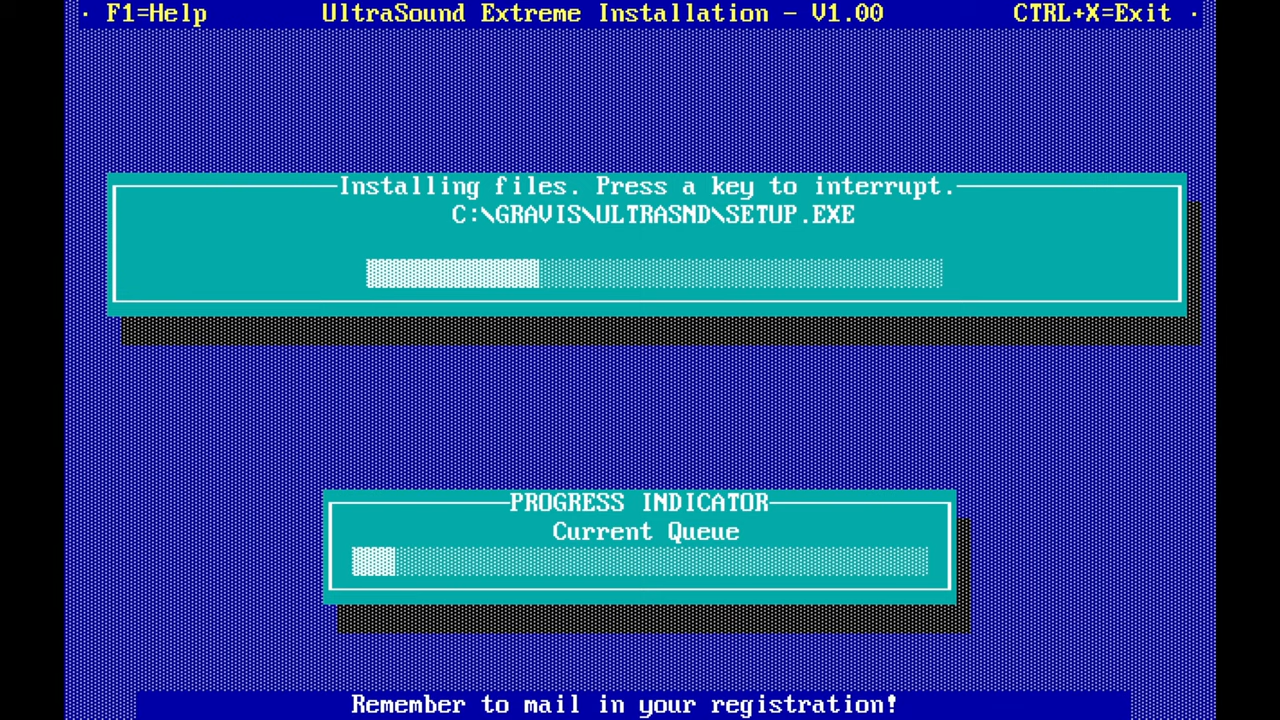 · F1=Help UltraSound Extreme Installation - V1.00 CTRL+X=Exit ·
Installing files. Press a key to interrupt.
C:\GRAVIS\ULTRASND\SETUP.EXE
PROGRESS INDICATOR
Current Queue
Remember to mail in your registration!